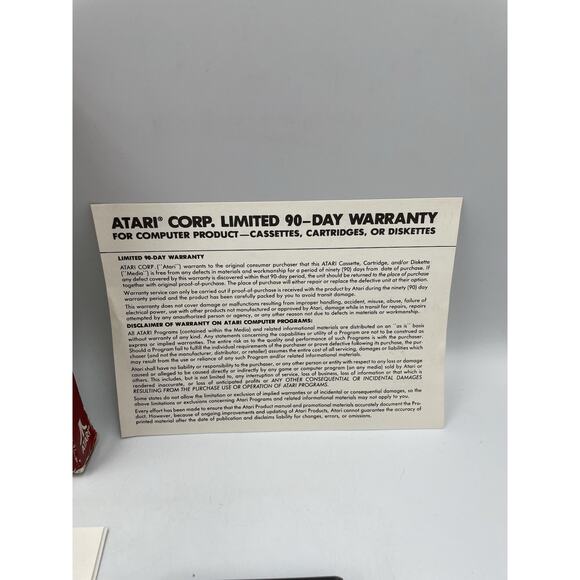 ATARI® CORP. LIMITED 90-DAY WARRANTY
FOR COMPUTER PRODUCT—CASSETTES, CARTRIDGES, OR DISKETTES
LIMITED 90-DAY WARRANTY
ATARI CORP. ("Atari") warrants to the original consumer purchaser that this ATARI Cassette, Cartridge, and/or Diskette
("Media") is free from any defects in materials and workmanship for a period of ninety (90) days from date of purchase. If
any defect covered by this warranty is discovered within that 90-day period, the unit should be returned to the place of purchase
together with original proof-of-purchase. The place of purchase will either repair or replace the defective unit at their option.
Warranty service can only be carried out if proof-of-purchase is received with the product by Atari during the ninety (90) day
warranty period and the product has been carefully packed by you to avoid transit damage.
This warranty does not cover damage or malfunctions resulting from improper handling, accident, misuse, abuse, failure of
electrical power, use with other products not manufactured or approved by Atari, damage while in transit for repairs, repairs
attempted by any unauthorized person or agency, or any other reason not due to defects in materials or workmanship.
DISCLAIMER OF WARRANTY ON ATARI COMPUTER PROGRAMS:
All ATARI Programs (contained within the Media) and related informational materials are distributed on an "as is" basis
without warranty of any kind. Any statements concerning the capabilities or utility of a Program are not to be construed as
express or implied warranties. The entire risk as to the quality and performance of such Programs is with the purchaser.
Should a Program fail to fulfill the individual requirements of the purchaser or prove defective following its purchase, the pur-
chaser (and not the manufacturer, distributor, or retailer) assumes the entire cost of all servicing, damages or liabilities which
may result from the use or reliance of any such Program and/or related informational materials.
Atari shall have no liability or responsibility to the purchaser, or any other person or entity with respect to any loss or damage
caused or alleged to be caused directly or indirectly by any game or computer program (on any media) sold by Atari or
others. This includes, but is not limited to, any interruption of service, loss of business, loss of information or that which is
rendered inaccurate, or loss of anticipated profits or ANY OTHER CONSEQUENTIAL OR INCIDENTAL DAMAGES
RESULTING FROM THE PURCHASE USE OR OPERATION OF ATARI PROGRAMS.
Some states do not allow the limitation or exclusion of implied warranties or of incidental or consequential damages, so the
above limitations or exclusions concerning Atari Programs and related informational materials may not apply to you.
Every effort has been made to ensure that the Atari Product manual and promotional materials accurately document the Pro-
duct. However, because of ongoing improvements and updating of Atari Products, Atari cannot guarantee the accuracy of
printed material after the date of publication and disclaims liability for changes, errors, or omissions.